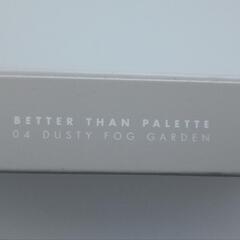 BETTER THAN PALETTE
04 DUSTY FOG GARDEN